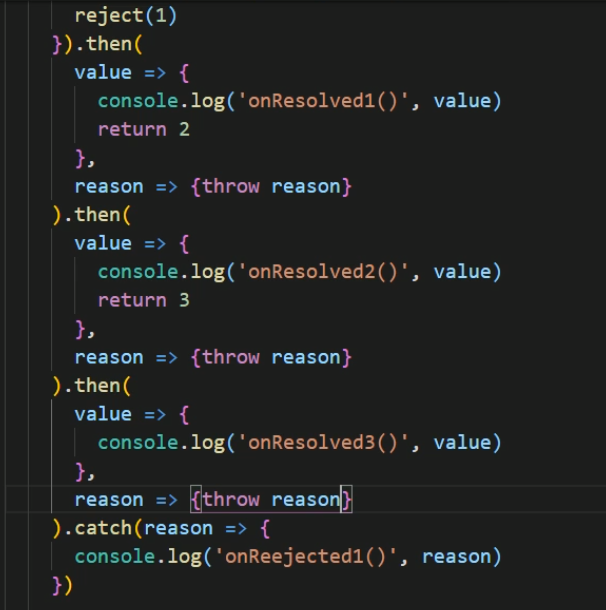 reject(1)
}).then(
value => {
console.log('onResolved1()', value)
return 2
},
reason => {throw reason}
).then(
value => {
console.log('onResolved2()', value)
return 3
},
reason => {throw reason}
).then(
value => {
console.log('onResolved3()', value)
},
reason => {throw reason}
).catch(reason => {
console.log('onReejected1()', reason)
})